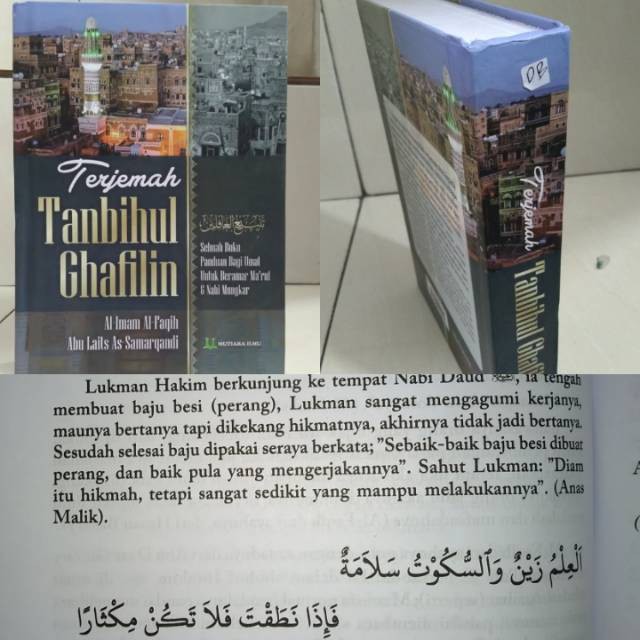 Terjemah
Tanbihul
Ghafilin
Al-Imam Al-Faqih
Abu Laits As-Samarqandi
تنبيه الغافلين
Sebuah Buku
Panduan Bagi Umat
Untuk Beramar Ma'ruf
& Nahi Mungkar
MUTIARA ILMU
Terjemah
Tanbihul Ghafi
Lukman Hakim berkunjung ke tempat Nabi Daud ﷺ, ia tengah
membuat baju besi (perang), Lukman sangat mengagumi kerjanya,
maunya bertanya tapi dikekang hikmatnya, akhirnya tidak jadi bertanya.
Sesudah selesai baju dipakai seraya berkata; "Sebaik-baik baju besi dibuat
perang, dan baik pula yang mengerjakannya". Sahut Lukman: "Diam
itu hikmah, tetapi sangat sedikit yang mampu melakukannya". (Anas
Malik).
اَلْعِلْمُ زَيْنٌ وَالسُّكُوْتُ سَلَامَةٌ
فَإِذَا نَطَقْتَ فَلاَ تَكُنْ مِكْثَارًا